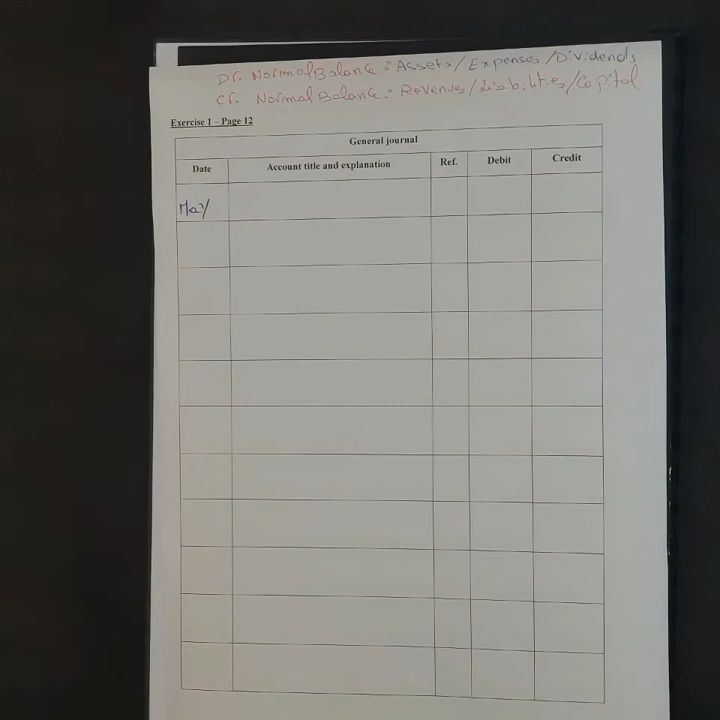 Dr. Normal Balance: Assets/Expenses/Dividends
Cr. Normal Balance: Revenus/Liabilities/Capital
Exercise 1 – Page 12
General journal
Date Account title and explanation Ref. Debit Credit
May